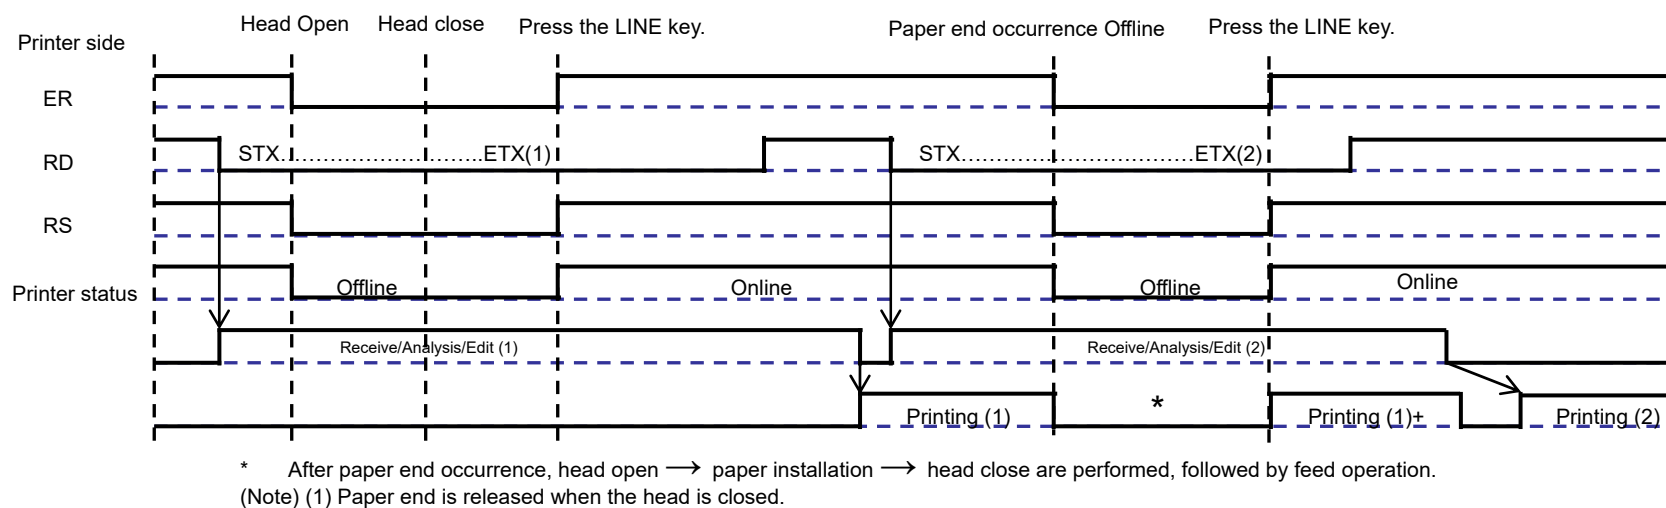 Head Open Head close Press the LINE key. Paper end occurrence Offline Press the LINE key.
Printer side
ER
STX............................ETX(1) STX.................................ETX(2)
RD
RS
Offline Online Offline Online
Printer status
Receive/Analysis/Edit (1) Receive/Analysis/Edit (2)
Printing (1) * Printing (1)+ Printing (2)
* After paper end occurrence, head open → paper installation → head close are performed, followed by feed operation.
(Note) (1) Paper end is released when the head is closed.